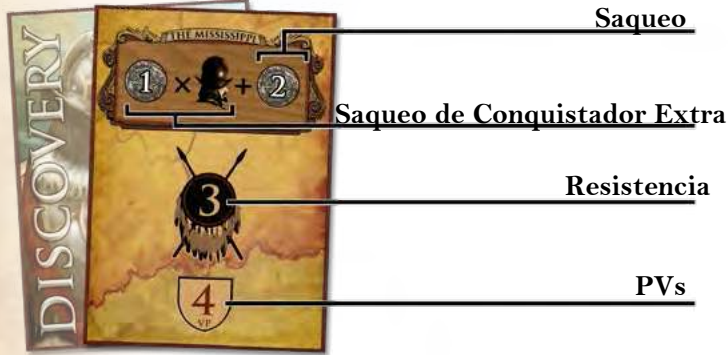 DISCOVERY
THE MISSISSIPPI
1 × + 2
3
4
VP
Saqueo
Saqueo de Conquistador Extra
Resistencia
PVs